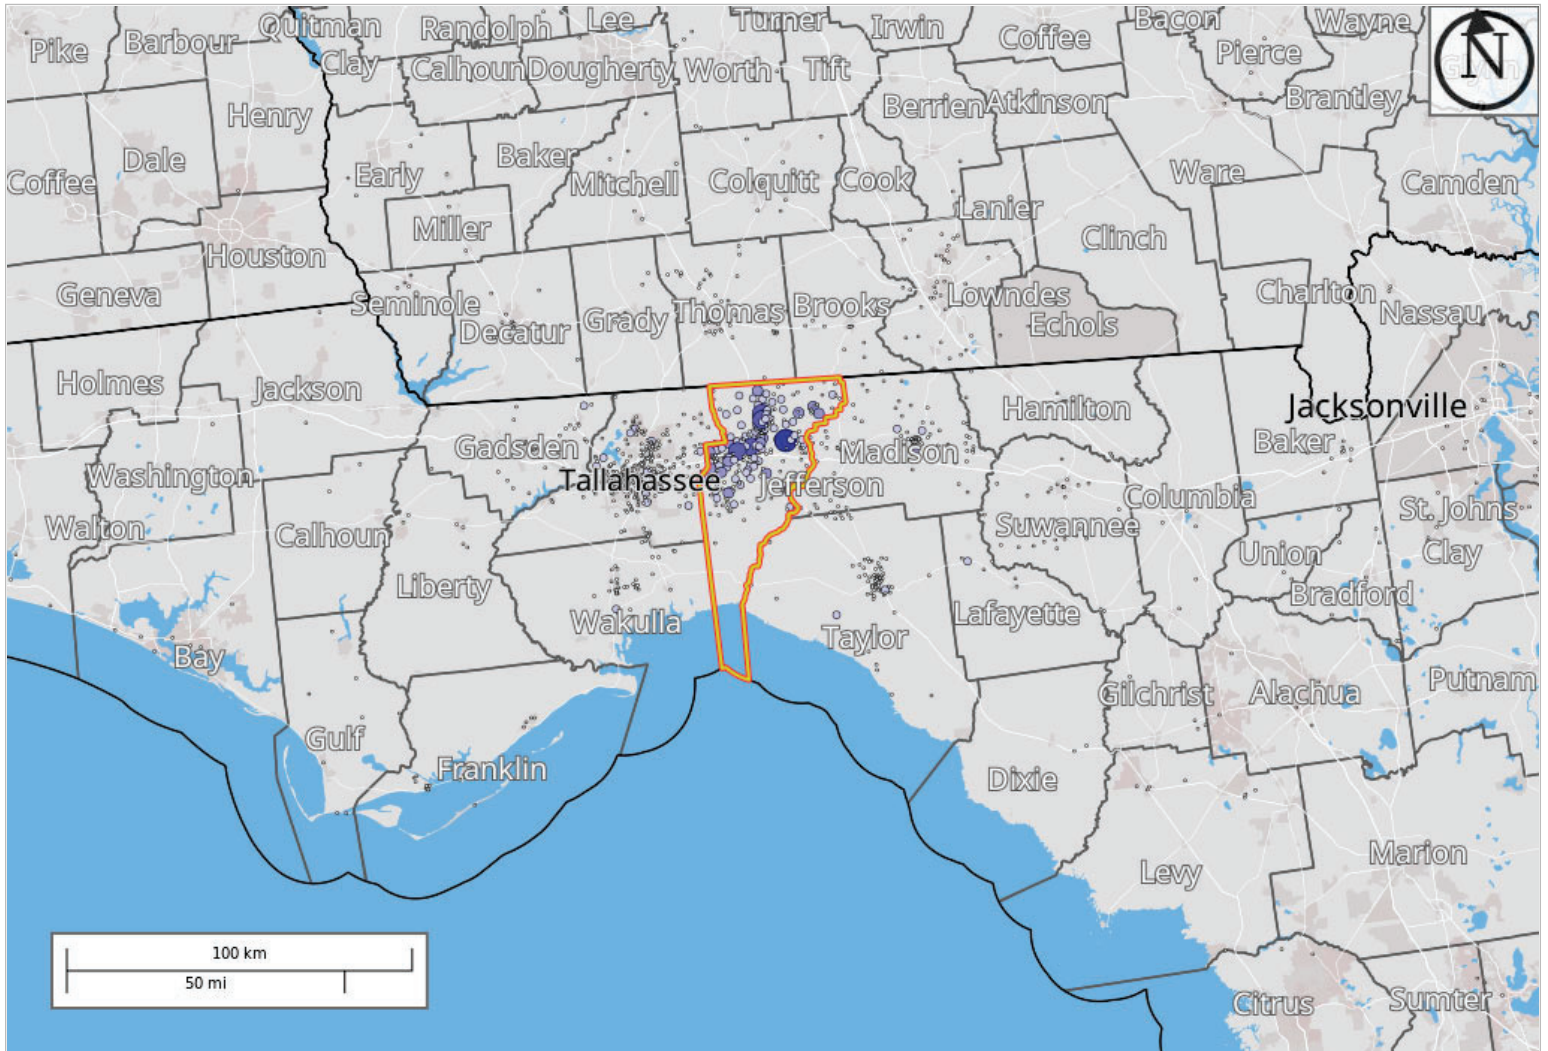 Quitman
Randolph
Lee
Turner
Irwin
Bacon
Wayne
Pike
Barbour
Clay
Calhoun
Dougherty
Worth
Tift
Coffee
Pierce
N
Henry
Berrien
Atkinson
Brantley
Coffee
Dale
Early
Baker
Mitchell
Colquitt
Cook
Ware
Camden
Miller
Lanier
Clinch
Geneva
Houston
Seminole
Decatur
Grady
Thomas
Brooks
Lowndes
Echols
Charlton
Nassau
Holmes
Jackson
Hamilton
Jacksonville
Washington
Gadsden
Tallahassee
Jefferson
Madison
Baker
Walton
Calhoun
Columbia
Suwannee
St. Johns
Clay
Union
Bradford
Liberty
Wakulla
Taylor
Lafayette
Bay
Gilchrist
Alachua
Putnam
Gulf
Franklin
Dixie
Levy
Marion
100 km
50 mi
Citrus
Sumter